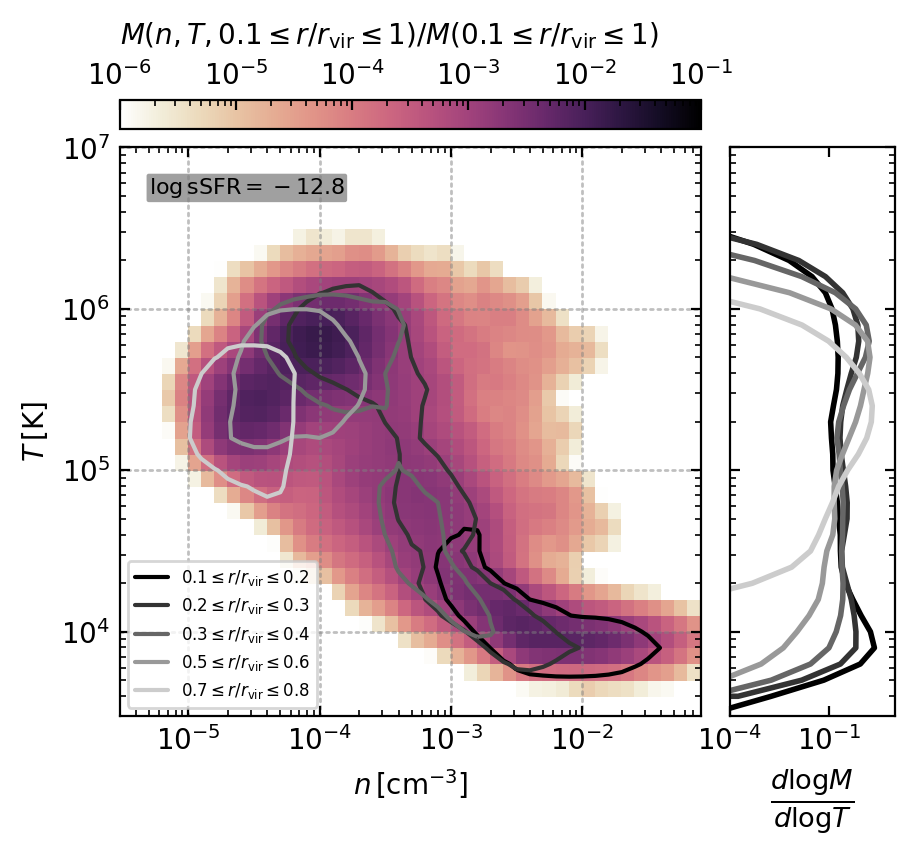 M(n, T, 0.1 ≤ r/r_vir ≤ 1)/M(0.1 ≤ r/r_vir ≤ 1)
10^−6 10^−5 10^−4 10^−3 10^−2 10^−1
log sSFR = −12.8
10^7
10^6
10^5
10^4
T [K]
0.1 ≤ r/r_vir ≤ 0.2
0.2 ≤ r/r_vir ≤ 0.3
0.3 ≤ r/r_vir ≤ 0.4
0.5 ≤ r/r_vir ≤ 0.6
0.7 ≤ r/r_vir ≤ 0.8
10^−5 10^−4 10^−3 10^−2
n [cm^−3]
10^−4 10^−1
dlogM
dlogT